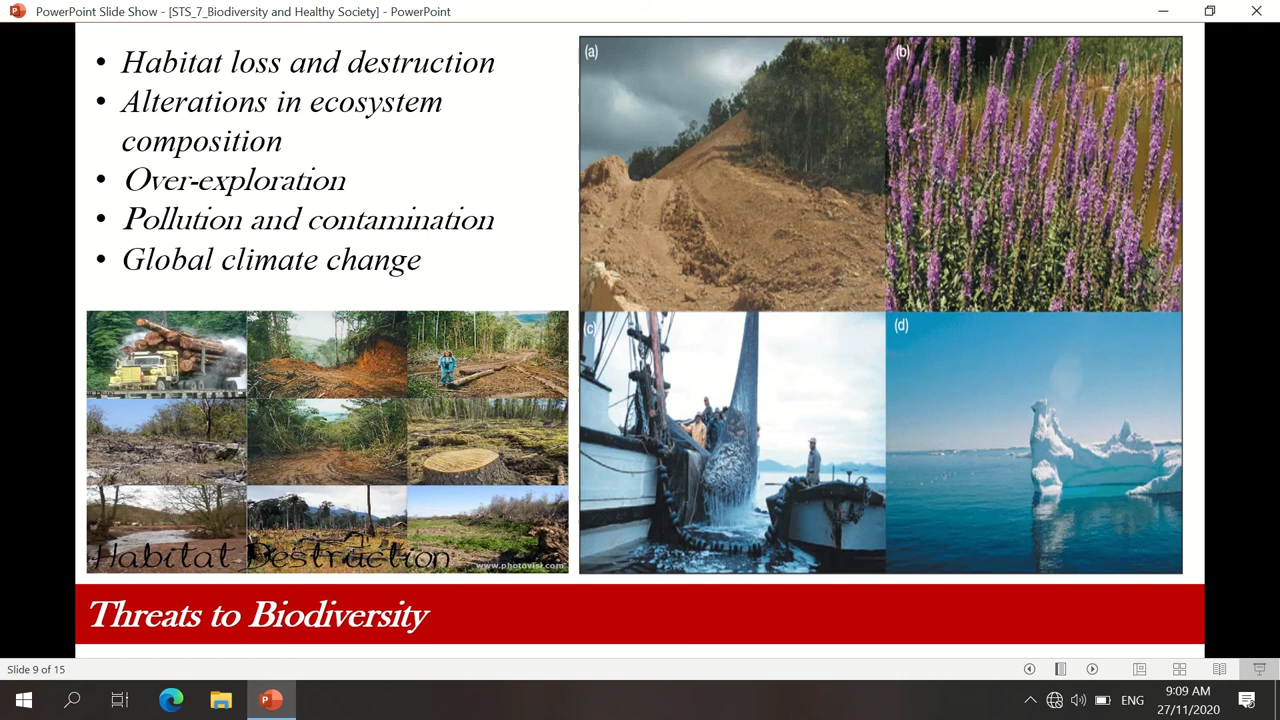 PowerPoint Slide Show - [STS_7_Biodiversity and Healthy Society] - PowerPoint
• Habitat loss and destruction
• Alterations in ecosystem
composition
• Over-exploration
• Pollution and contamination
• Global climate change
(a)
(b)
(c)
(d)
Habitat Destruction
www.photovisi.com
Threats to Biodiversity
Slide 9 of 15
ENG
9:09 AM
27/11/2020